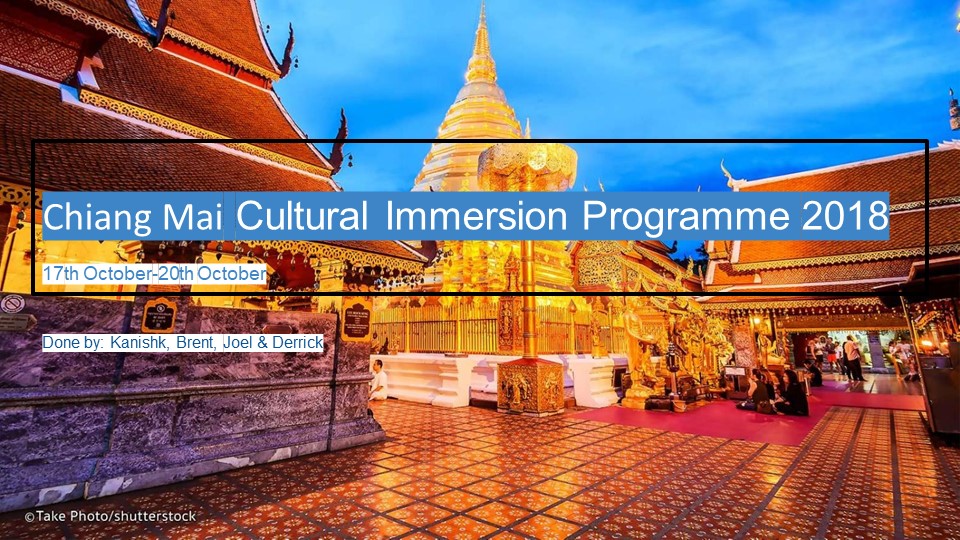 Chiang Mai Cultural Immersion Programme 2018
17th October-20th October
Done by: Kanishk, Brent, Joel & Derrick
©Take Photo/shutterstock